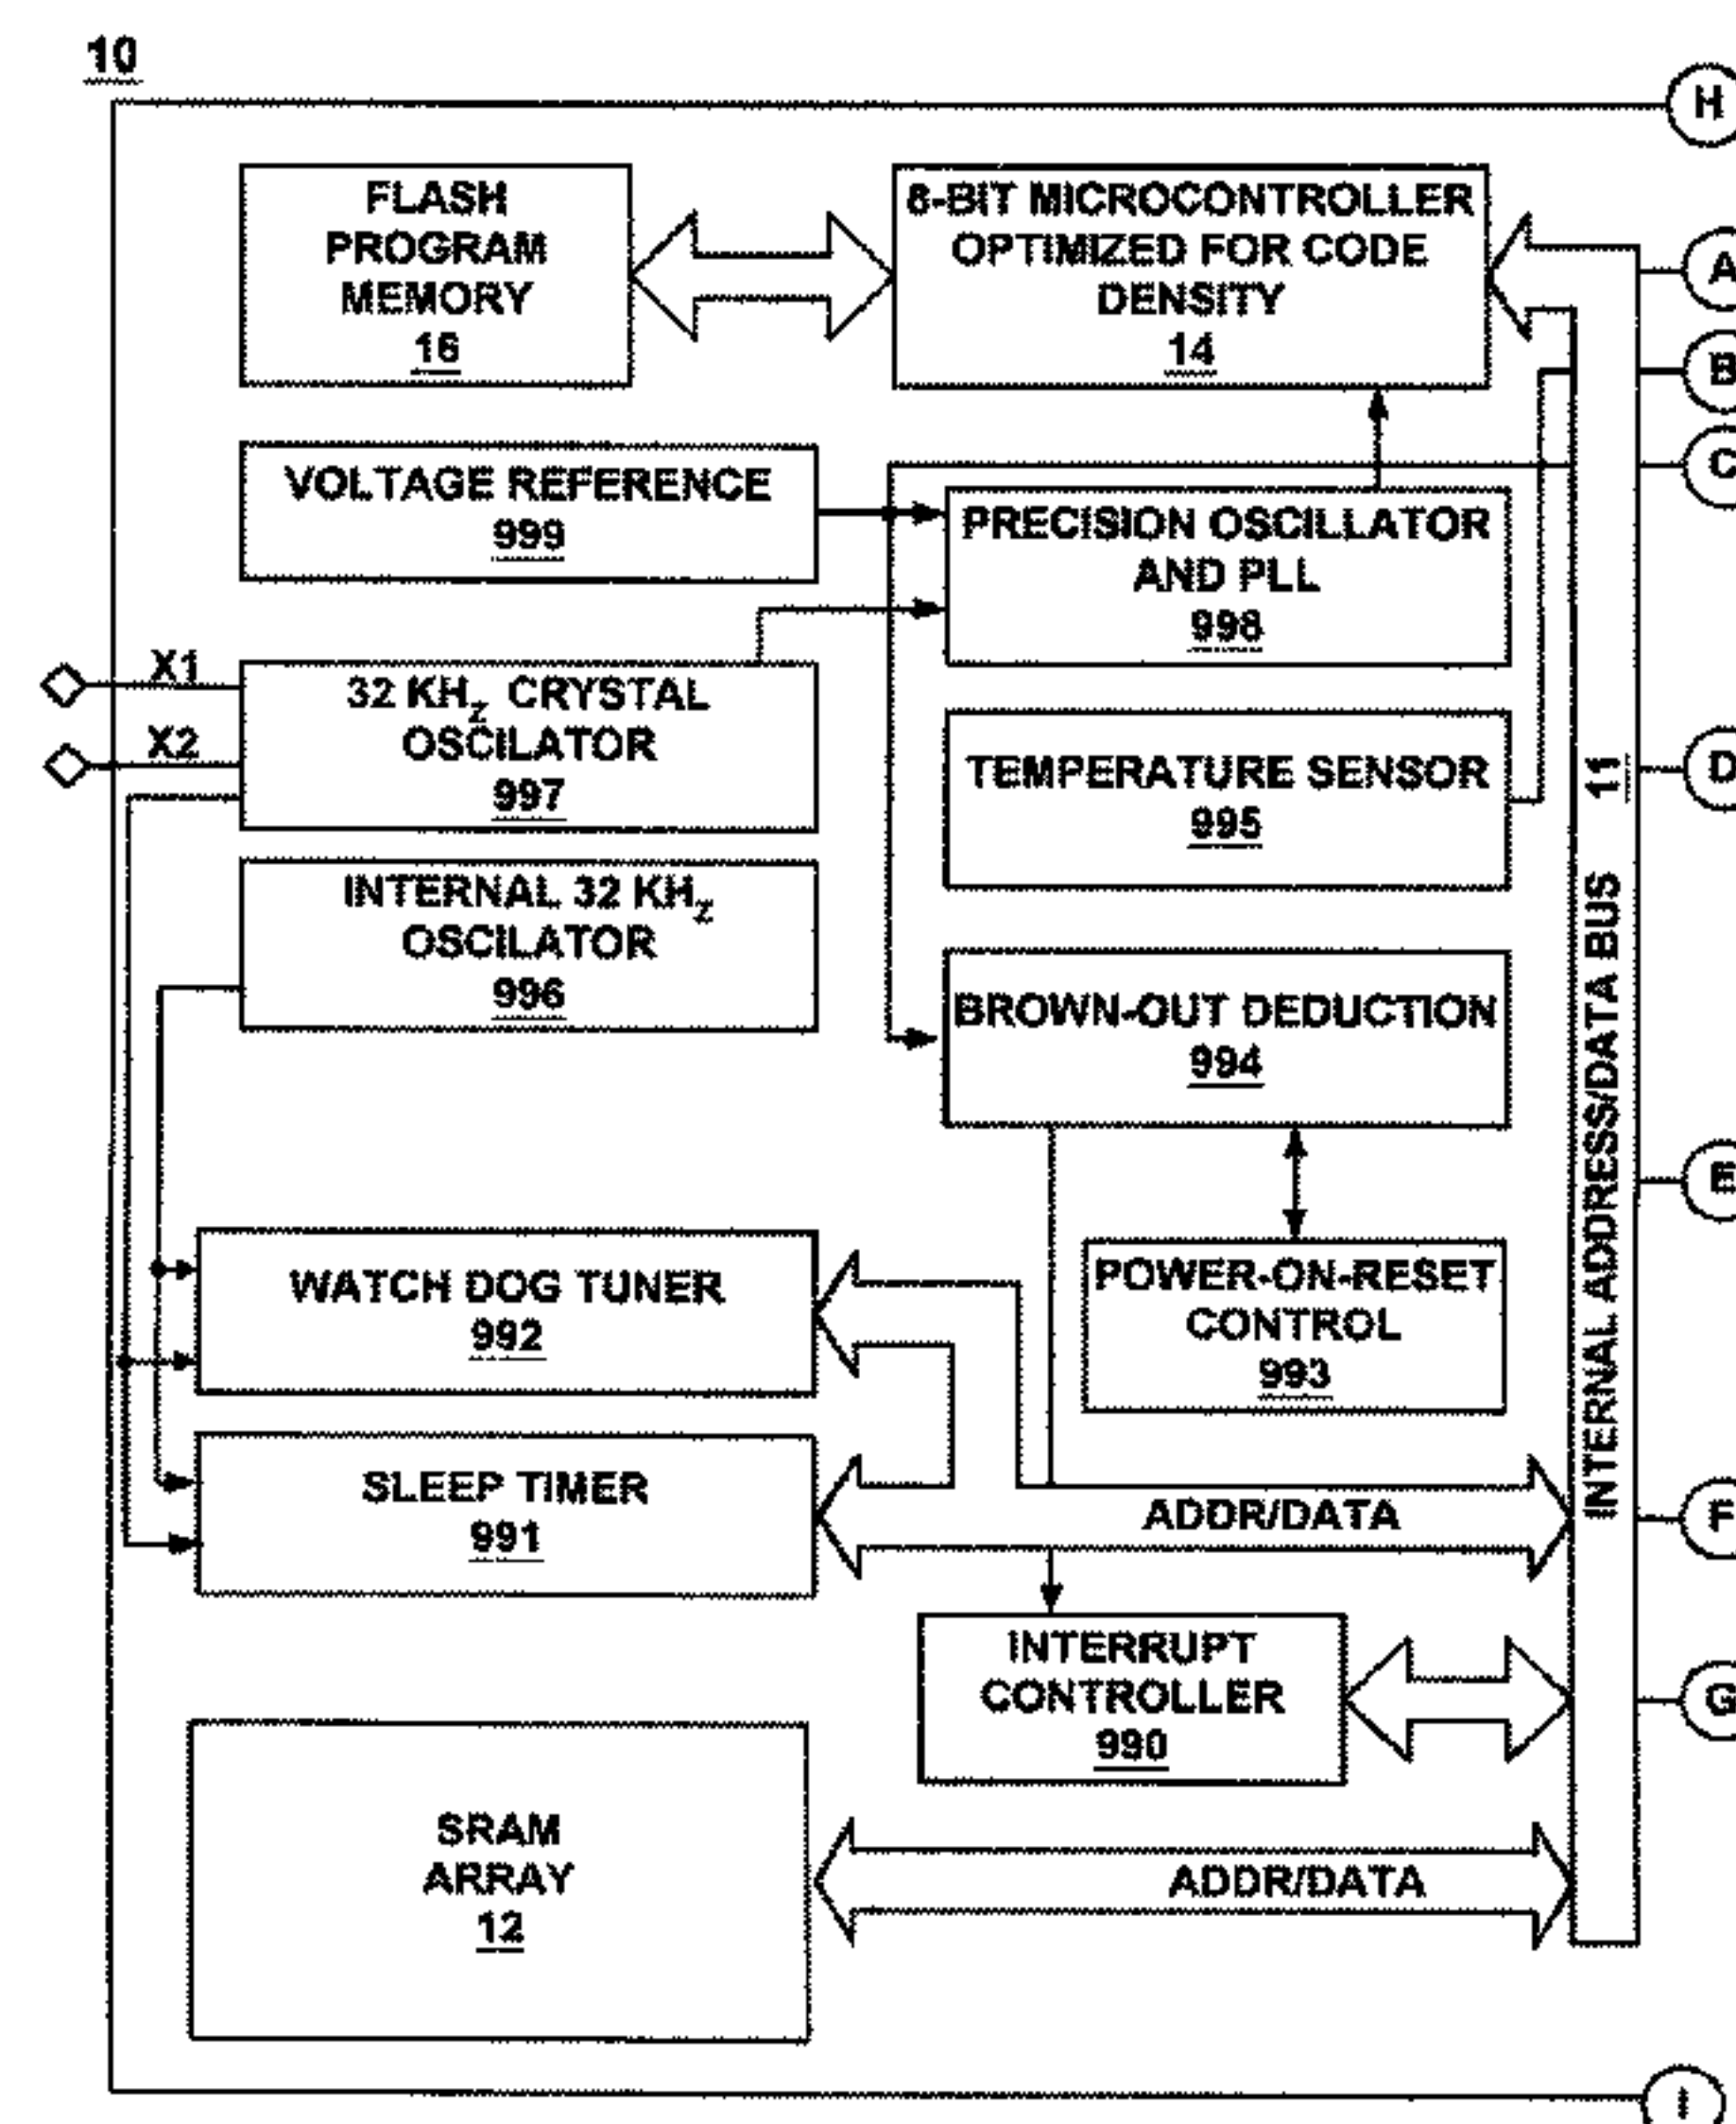 10
H
FLASH
PROGRAM
MEMORY
16
8-BIT MICROCONTROLLER
OPTIMIZED FOR CODE
DENSITY
14
A
B
C
VOLTAGE REFERENCE
999
PRECISION OSCILLATOR
AND PLL
998
X1
X2
32 KHZ CRYSTAL
OSCILATOR
997
TEMPERATURE SENSOR
995
D
INTERNAL 32 KHZ
OSCILATOR
996
BROWN-OUT DEDUCTION
994
INTERNAL ADDRESS/DATA BUS 11
E
WATCH DOG TUNER
992
POWER-ON-RESET
CONTROL
993
SLEEP TIMER
991
ADDR/DATA
F
INTERRUPT
CONTROLLER
990
G
SRAM
ARRAY
12
ADDR/DATA
I